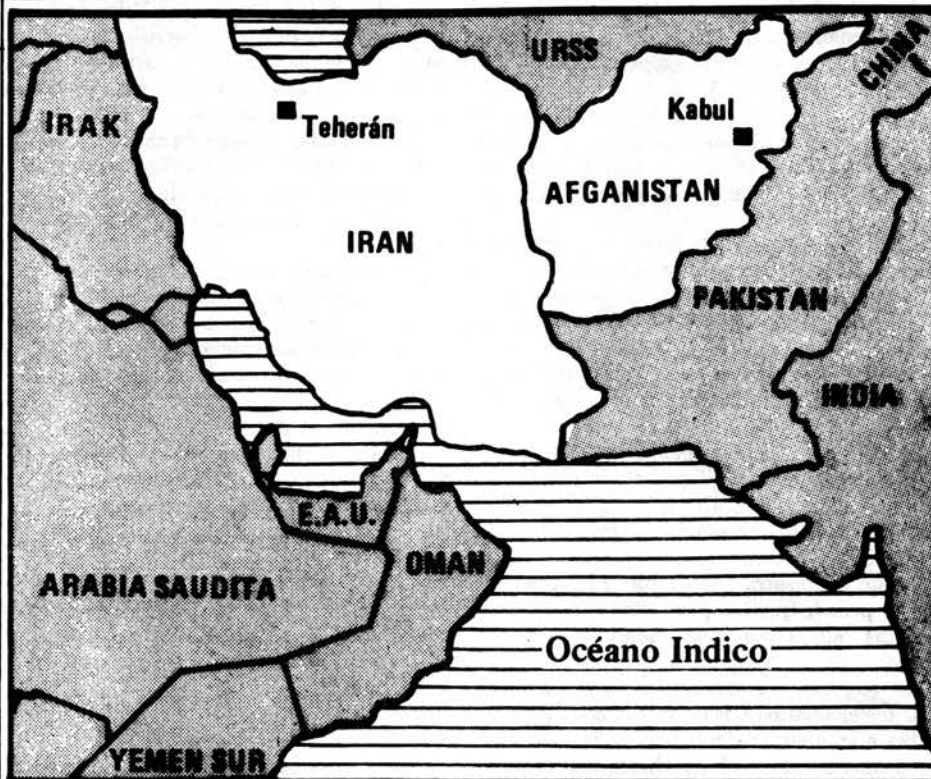 URSS
CHINA
IRAK
Teherán
Kabul
AFGANISTAN
IRAN
PAKISTAN
INDIA
E.A.U.
OMAN
ARABIA SAUDITA
Océano Indico
YEMEN SUR